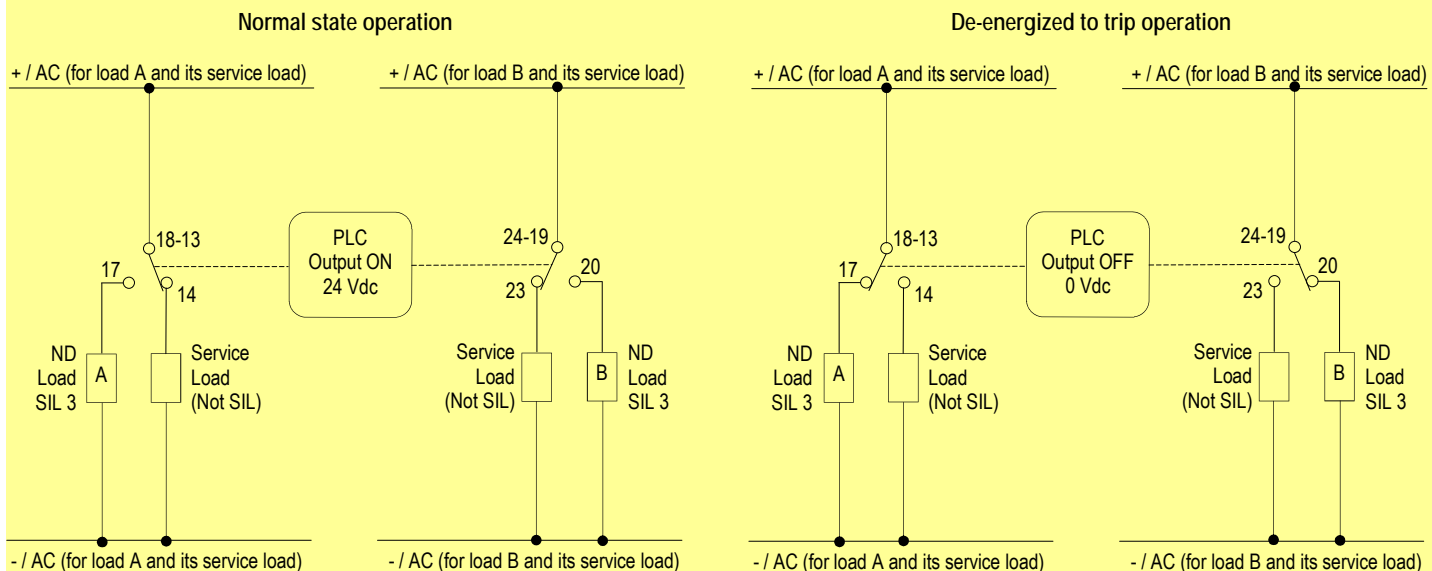 Normal state operation
De-energized to trip operation
+ / AC (for load A and its service load)
+ / AC (for load B and its service load)
+ / AC (for load A and its service load)
+ / AC (for load B and its service load)
18-13
17
14
PLC
Output ON
24 Vdc
24-19
23
20
18-13
17
14
PLC
Output OFF
0 Vdc
24-19
23
20
ND
Load
SIL 3
A
Service
Load
(Not SIL)
Service
Load
(Not SIL)
B
ND
Load
SIL 3
ND
Load
SIL 3
A
Service
Load
(Not SIL)
Service
Load
(Not SIL)
B
ND
Load
SIL 3
- / AC (for load A and its service load)
- / AC (for load B and its service load)
- / AC (for load A and its service load)
- / AC (for load B and its service load)